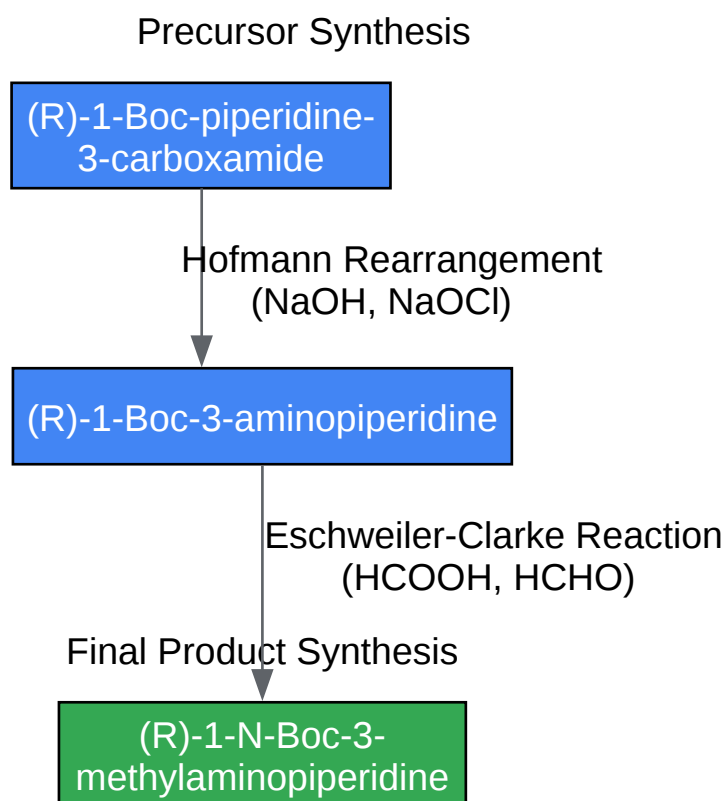 Precursor Synthesis
(R)-1-Boc-piperidine-
3-carboxamide
Hofmann Rearrangement
(NaOH, NaOCl)
(R)-1-Boc-3-aminopiperidine
Eschweiler-Clarke Reaction
(HCOOH, HCHO)
Final Product Synthesis
(R)-1-N-Boc-3-
methylaminopiperidine